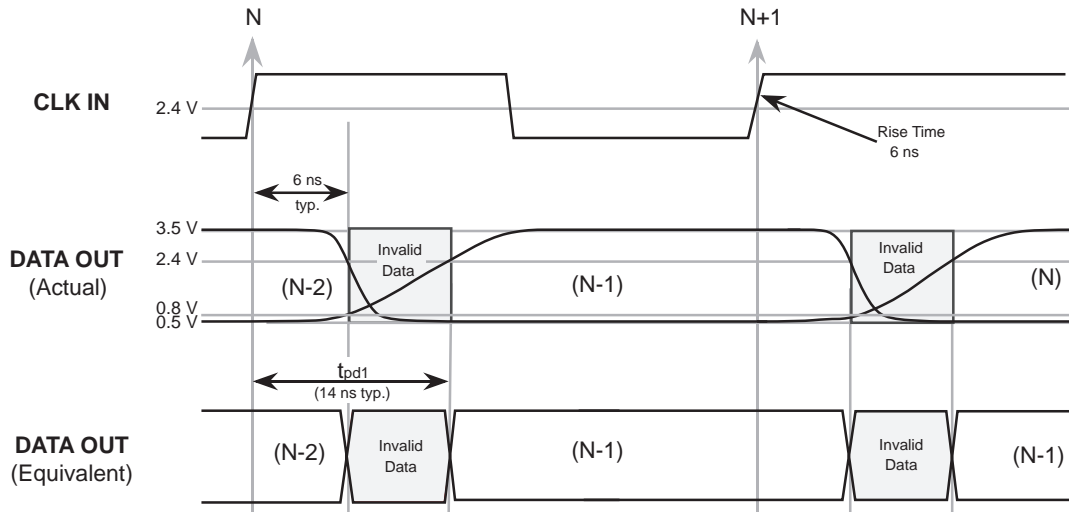 N
N+1
CLK IN
2.4 V
Rise Time
6 ns
6 ns
typ.
3.5 V
Invalid
Data
Invalid
Data
DATA OUT
(Actual)
2.4 V
(N-2)
(N-1)
(N)
0.8 V
0.5 V
tpd1
(14 ns typ.)
DATA OUT
(Equivalent)
(N-2)
Invalid
Data
(N-1)
Invalid
Data
(N-1)